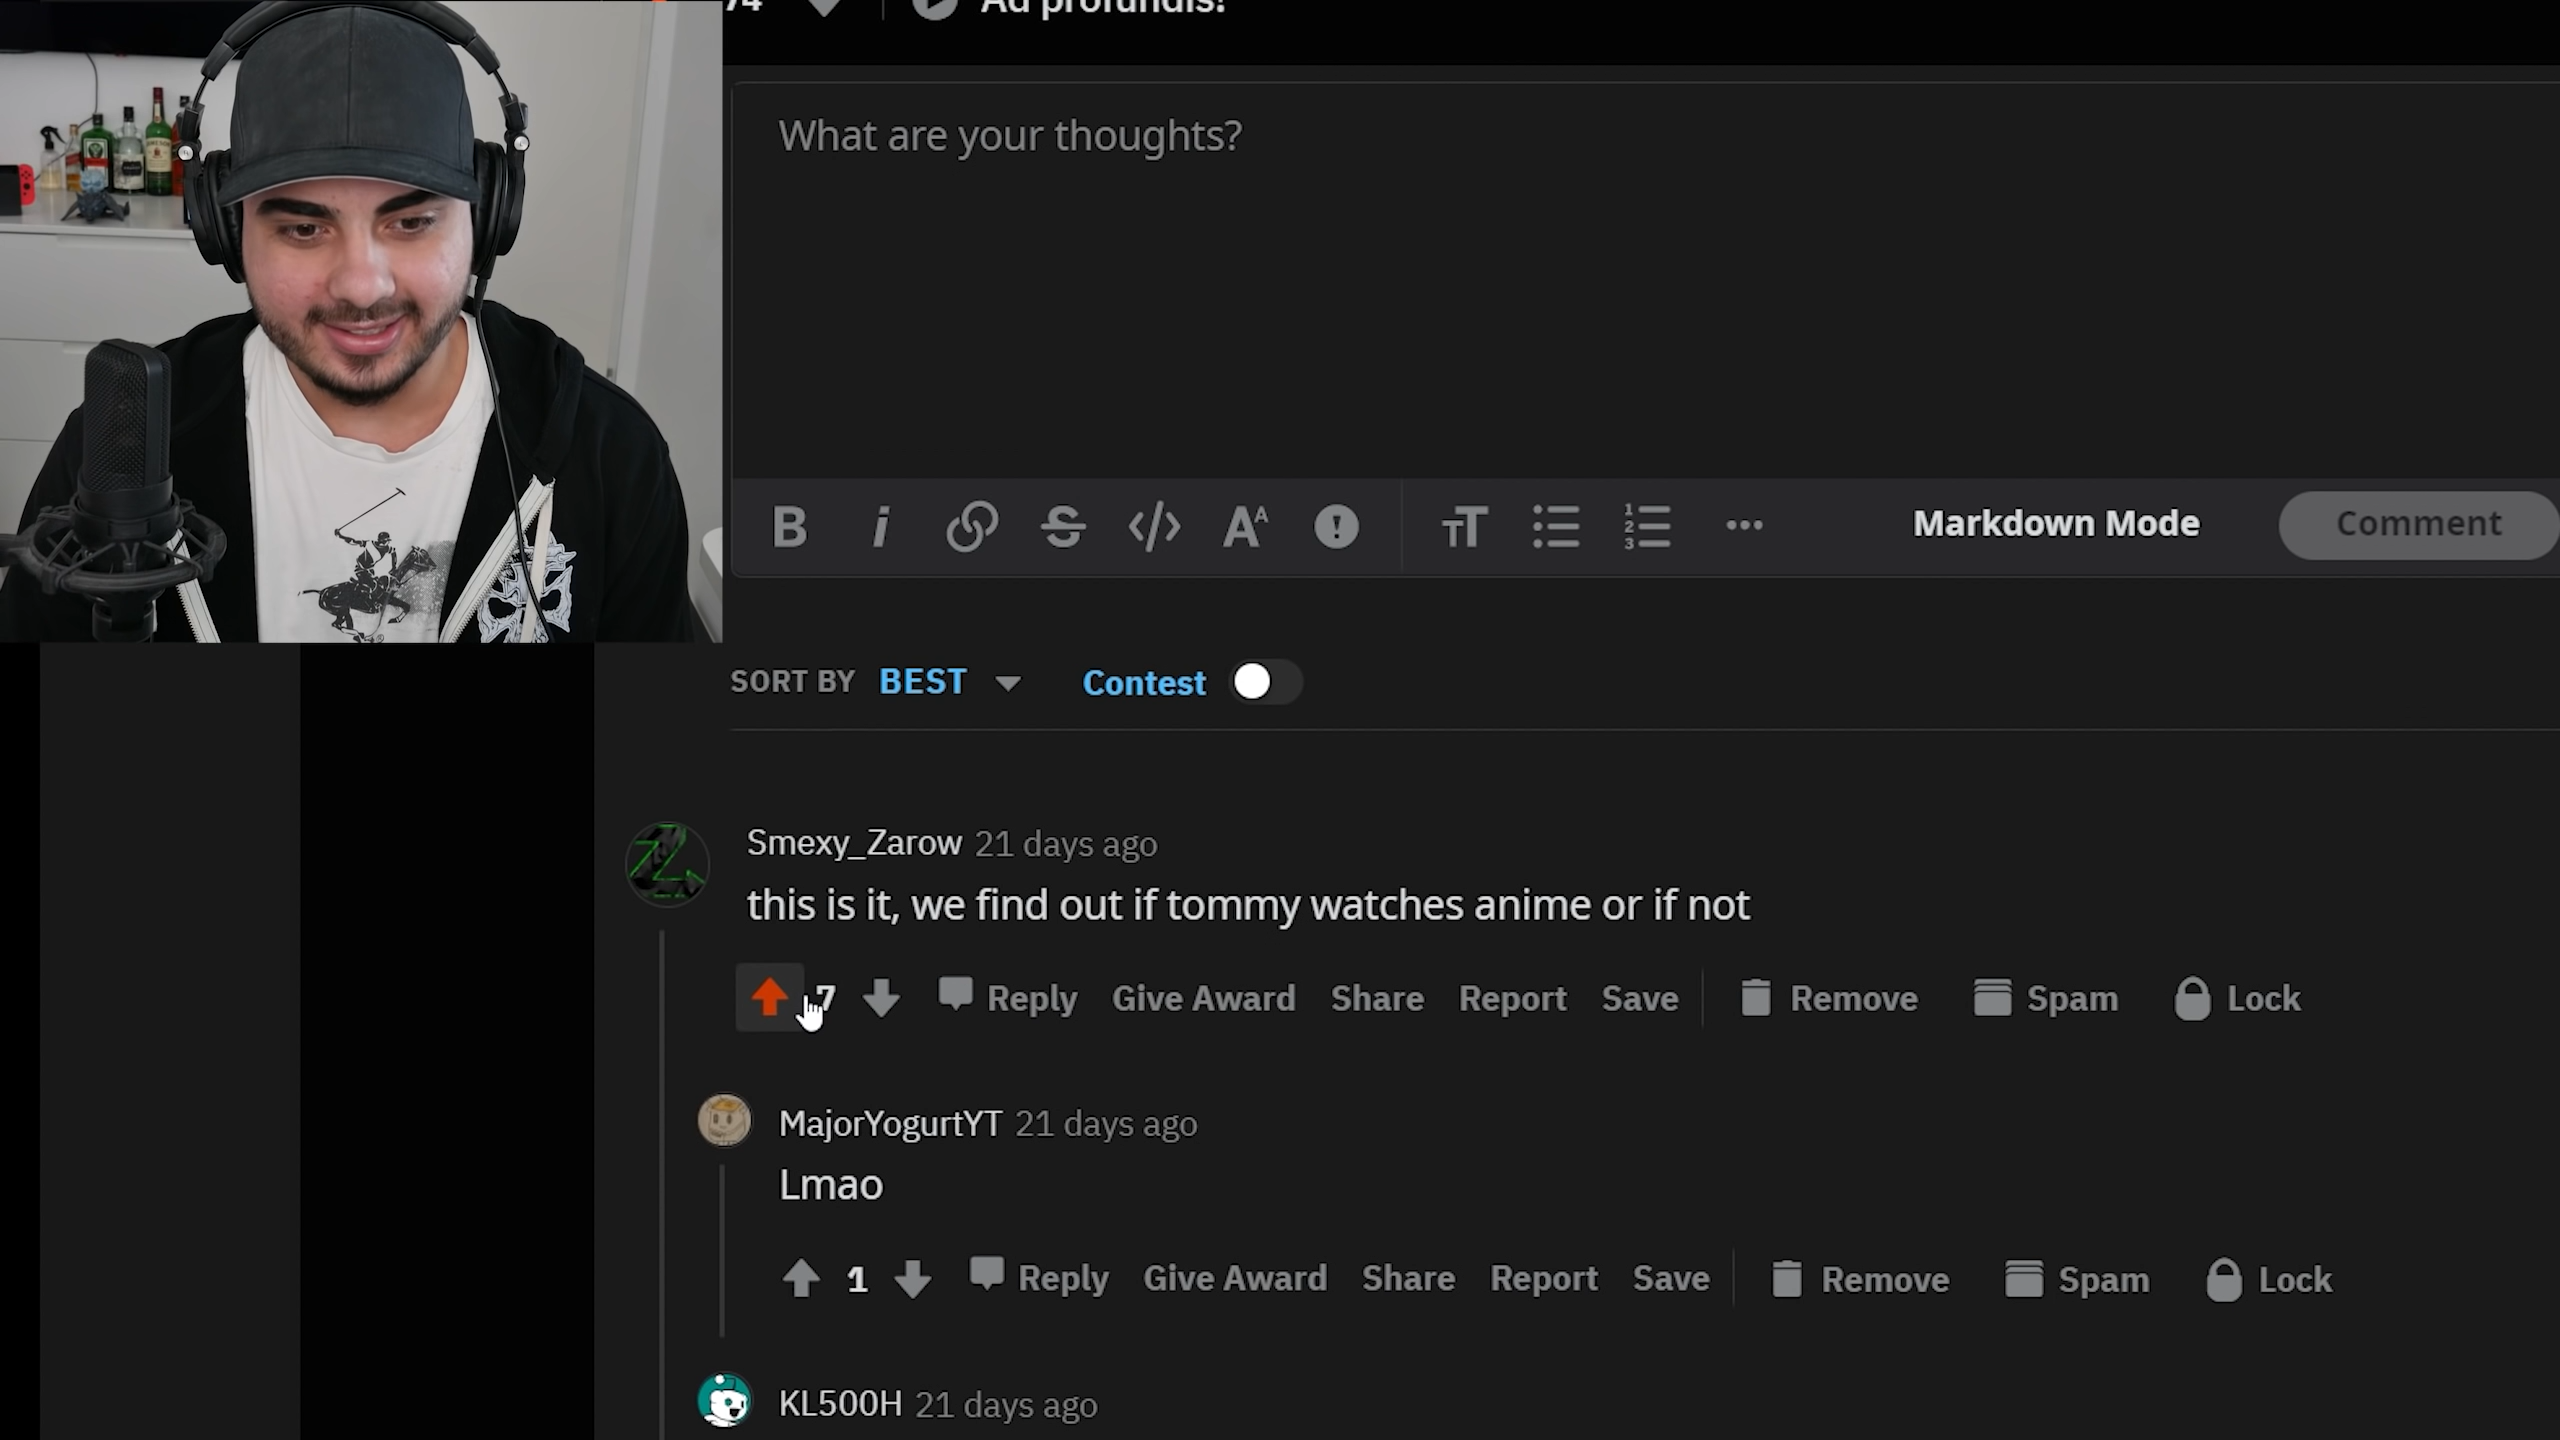 74 Ad profundis!
What are your thoughts?
Markdown Mode Comment
SORT BY BEST Contest
Smexy_Zarow 21 days ago
this is it, we find out if tommy watches anime or if not
7 Reply Give Award Share Report Save Remove Spam Lock
MajorYogurtYT 21 days ago
Lmao
1 Reply Give Award Share Report Save Remove Spam Lock
KL500H 21 days ago